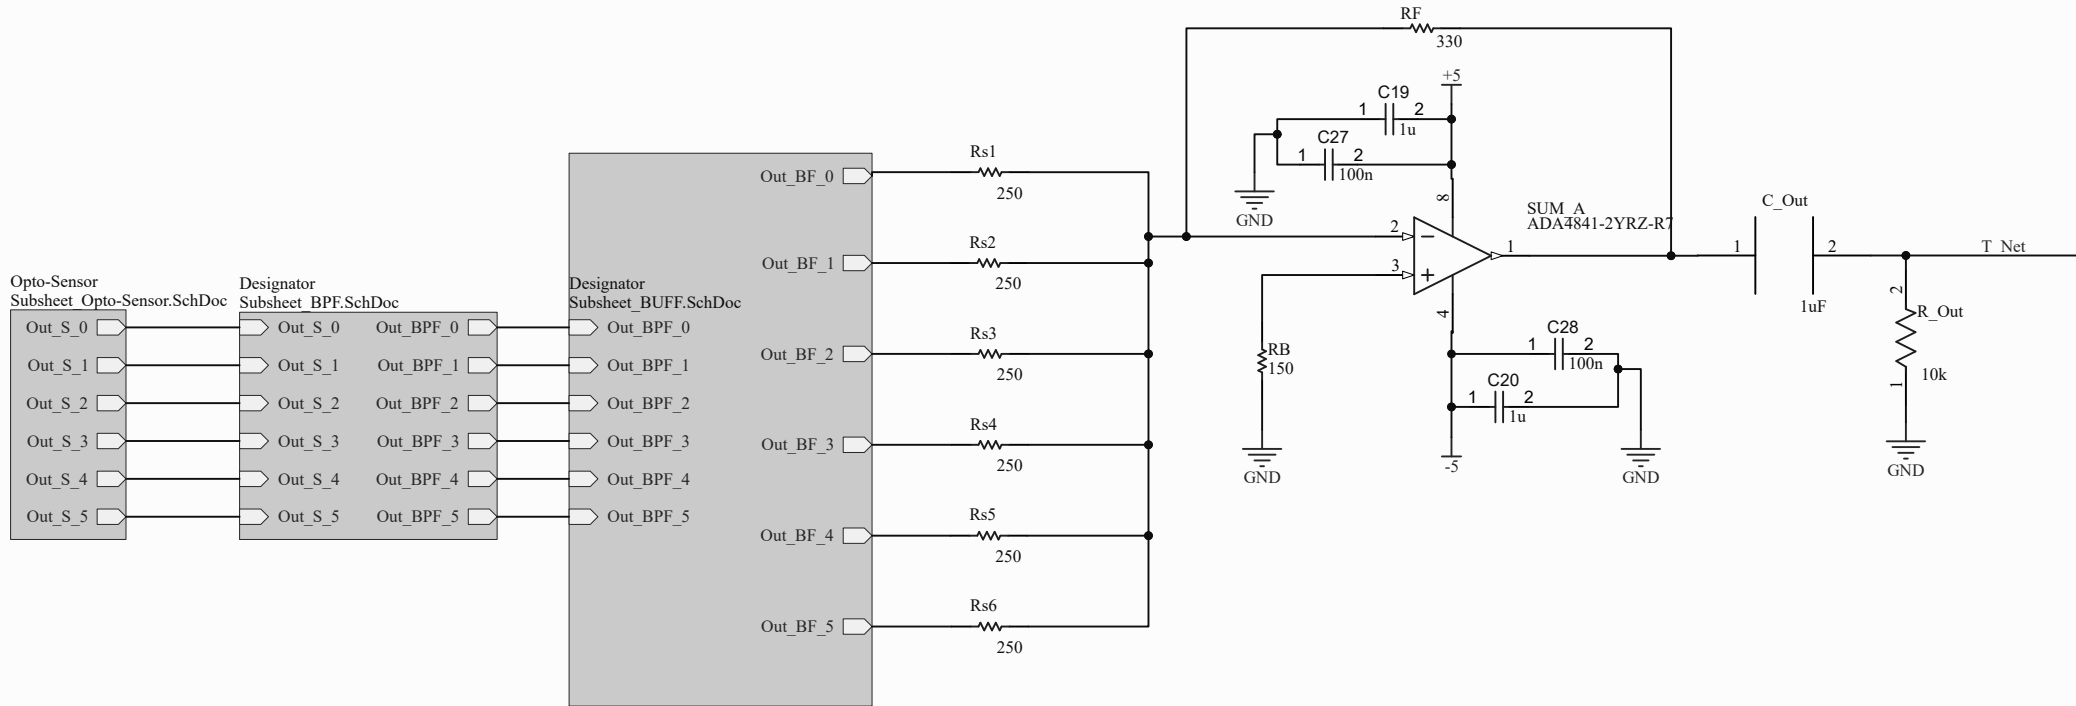 Opto-Sensor
Subsheet_Opto-Sensor.SchDoc
Out_S_0
Out_S_1
Out_S_2
Out_S_3
Out_S_4
Out_S_5
Designator
Subsheet_BPF.SchDoc
Out_S_0 Out_BPF_0
Out_S_1 Out_BPF_1
Out_S_2 Out_BPF_2
Out_S_3 Out_BPF_3
Out_S_4 Out_BPF_4
Out_S_5 Out_BPF_5
Designator
Subsheet_BUFF.SchDoc
Out_BPF_0
Out_BPF_1
Out_BPF_2
Out_BPF_3
Out_BPF_4
Out_BPF_5
Out_BF_0
Out_BF_1
Out_BF_2
Out_BF_3
Out_BF_4
Out_BF_5
Rs1
250
Rs2
250
Rs3
250
Rs4
250
Rs5
250
Rs6
250
RF
330
+5
C19
1 2
1u
C27
1 2
100n
GND
8
SUM_A
ADA4841-2YRZ-R7
2
3
1
4
RB
150
GND
C28
1 2
100n
C20
1 2
1u
-5
GND
C_Out
1 2
1uF
T_Net
2
R_Out
10k
1
GND